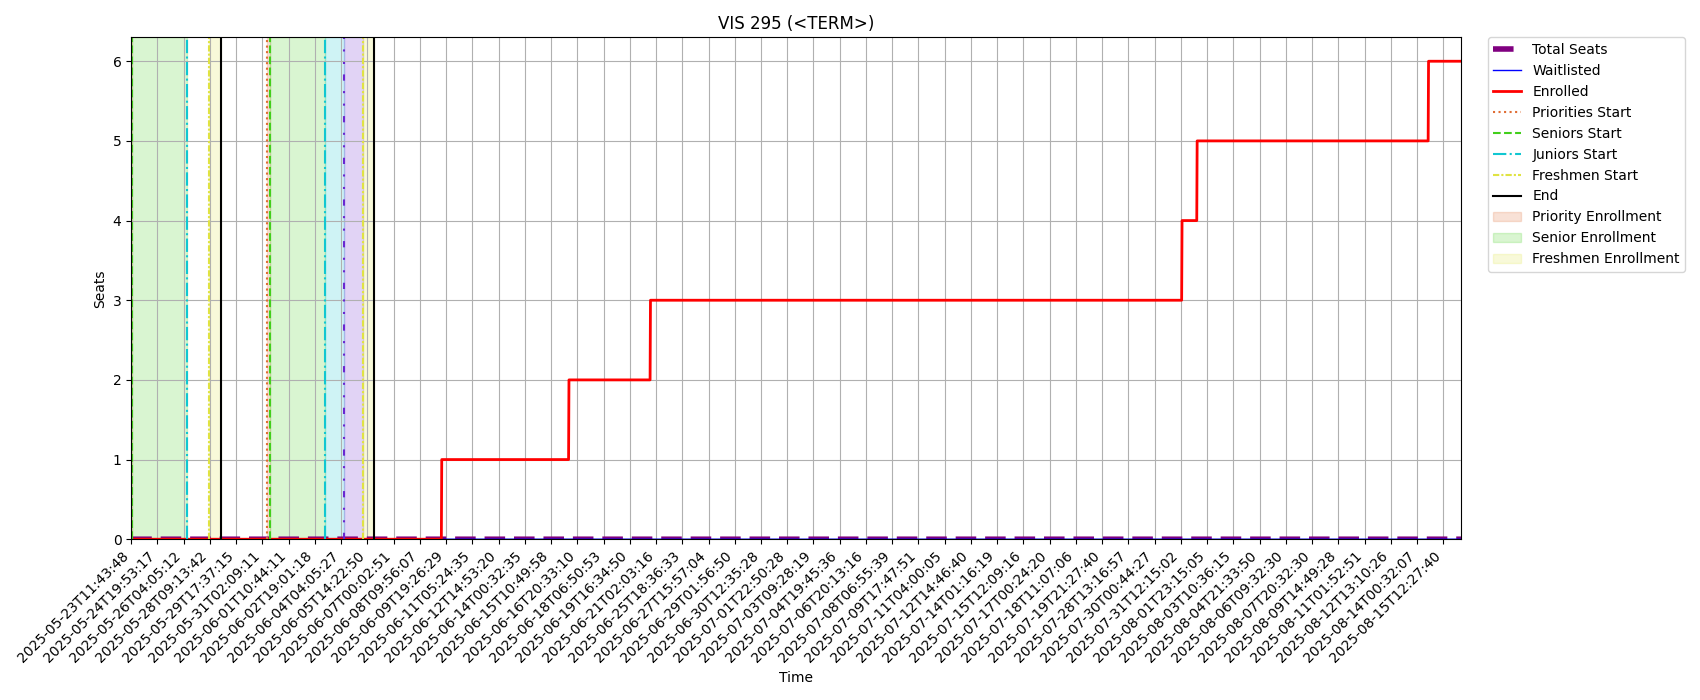 VIS 295 (<TERM>)
Seats
6
5
4
3
2
1
0
2025-05-23T11:43:48
2025-05-24T19:53:17
2025-05-26T04:05:12
2025-05-28T09:13:42
2025-05-29T17:37:15
2025-05-31T02:09:11
2025-06-01T10:44:11
2025-06-02T19:01:18
2025-06-04T04:05:27
2025-06-05T14:22:50
2025-06-07T00:02:51
2025-06-08T09:56:07
2025-06-09T19:26:29
2025-06-11T05:24:35
2025-06-12T14:53:20
2025-06-14T00:32:35
2025-06-15T10:49:58
2025-06-16T20:33:10
2025-06-18T06:50:53
2025-06-19T16:34:50
2025-06-21T02:03:16
2025-06-25T18:36:33
2025-06-27T15:57:04
2025-06-29T01:56:50
2025-06-30T12:35:28
2025-07-01T22:50:28
2025-07-03T09:28:19
2025-07-04T19:45:36
2025-07-06T20:13:16
2025-07-08T06:55:39
2025-07-09T17:47:51
2025-07-11T04:00:05
2025-07-12T14:46:40
2025-07-14T01:16:19
2025-07-15T12:09:16
2025-07-17T00:24:20
2025-07-18T11:07:06
2025-07-19T21:27:40
2025-07-28T13:16:57
2025-07-30T00:44:27
2025-07-31T12:15:02
2025-08-01T23:15:05
2025-08-03T10:36:15
2025-08-04T21:33:50
2025-08-06T09:32:30
2025-08-07T20:32:30
2025-08-09T14:49:28
2025-08-11T01:52:51
2025-08-12T13:10:26
2025-08-14T00:32:07
2025-08-15T12:27:40
Time
Total Seats
Waitlisted
Enrolled
Priorities Start
Seniors Start
Juniors Start
Freshmen Start
End
Priority Enrollment
Senior Enrollment
Freshmen Enrollment